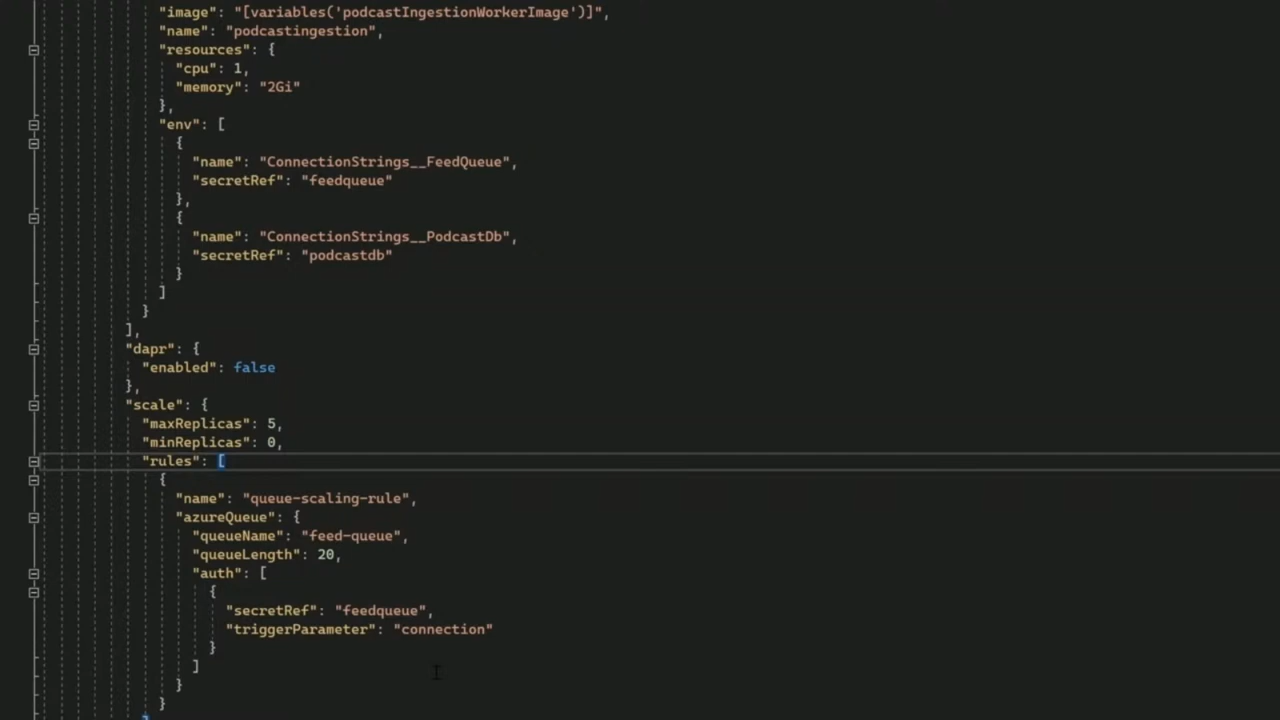 "image": "[variables('podcastIngestionWorkerImage')]",
"name": "podcastingestion",
"resources": {
"cpu": 1,
"memory": "2Gi"
},
"env": [
{
"name": "ConnectionStrings__FeedQueue",
"secretRef": "feedqueue"
},
{
"name": "ConnectionStrings__PodcastDb",
"secretRef": "podcastdb"
}
]
}
],
"dapr": {
"enabled": false
},
"scale": {
"maxReplicas": 5,
"minReplicas": 0,
"rules": [
{
"name": "queue-scaling-rule",
"azureQueue": {
"queueName": "feed-queue",
"queueLength": 20,
"auth": [
{
"secretRef": "feedqueue",
"triggerParameter": "connection"
}
]
}
}